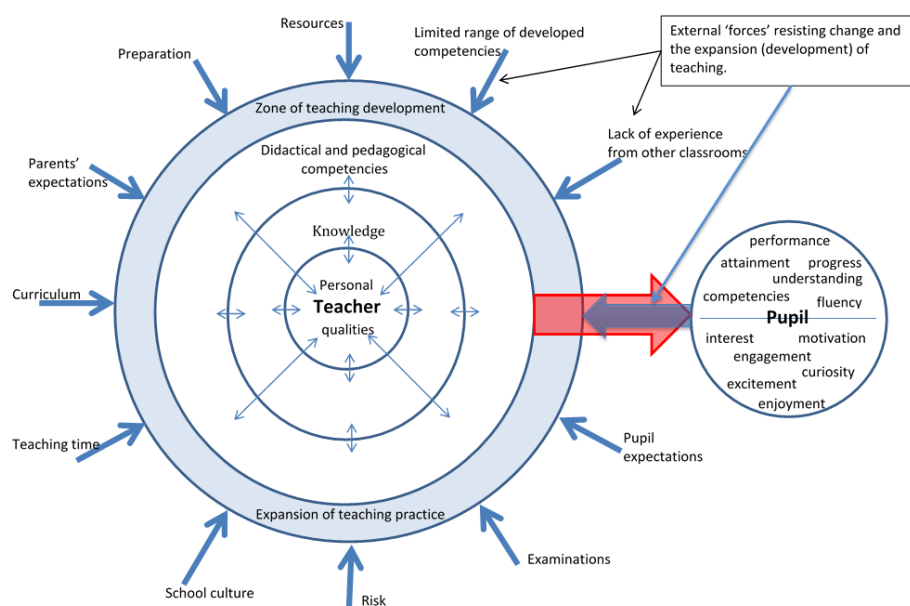 Resources
Limited range of developed
competencies
External ‘forces’ resisting change and
the expansion (development) of
teaching.
Preparation
Zone of teaching development
Lack of experience
from other classrooms
Didactical and pedagogical
competencies
Parents’
expectations
Knowledge
Personal
Teacher
qualities
Curriculum
performance
attainment progress
understanding
competencies fluency
Pupil
interest motivation
engagement
curiosity
excitement
enjoyment
Teaching time
Pupil
expectations
Expansion of teaching practice
Examinations
School culture
Risk